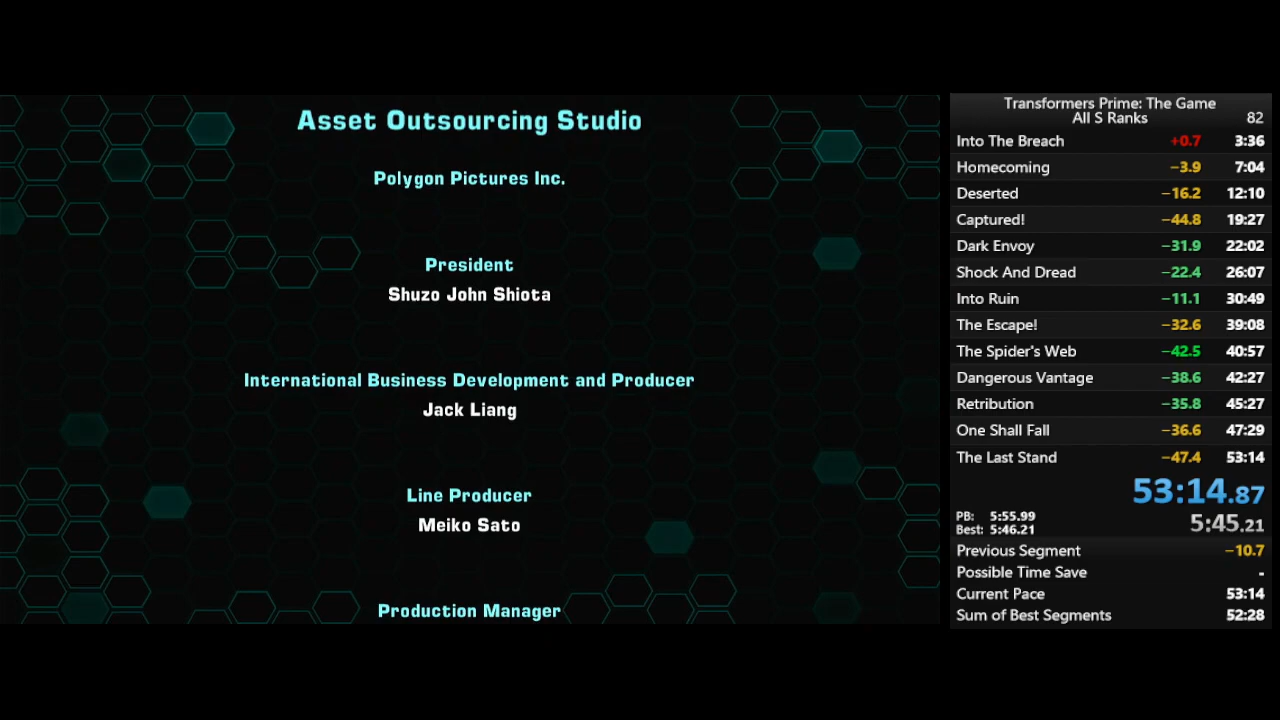 Asset Outsourcing Studio
Polygon Pictures Inc.
President
Shuzo John Shiota
International Business Development and Producer
Jack Liang
Line Producer
Meiko Sato
Production Manager
Transformers Prime: The Game
All S Ranks 82
Into The Breach +0.7 3:36
Homecoming −3.9 7:04
Deserted −16.2 12:10
Captured! −44.8 19:27
Dark Envoy −31.9 22:02
Shock And Dread −22.4 26:07
Into Ruin −11.1 30:49
The Escape! −32.6 39:08
The Spider's Web −42.5 40:57
Dangerous Vantage −38.6 42:27
Retribution −35.8 45:27
One Shall Fall −36.6 47:29
The Last Stand −47.4 53:14
53:14.87
PB: 5:55.99
Best: 5:46.21
5:45.21
Previous Segment −10.7
Possible Time Save -
Current Pace 53:14
Sum of Best Segments 52:28